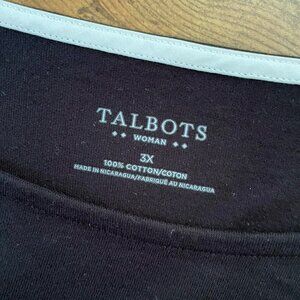 TALBOTS
WOMAN
3X
100% COTTON/COTON
MADE IN NICARAGUA/FABRIQUÉ AU NICARAGUA